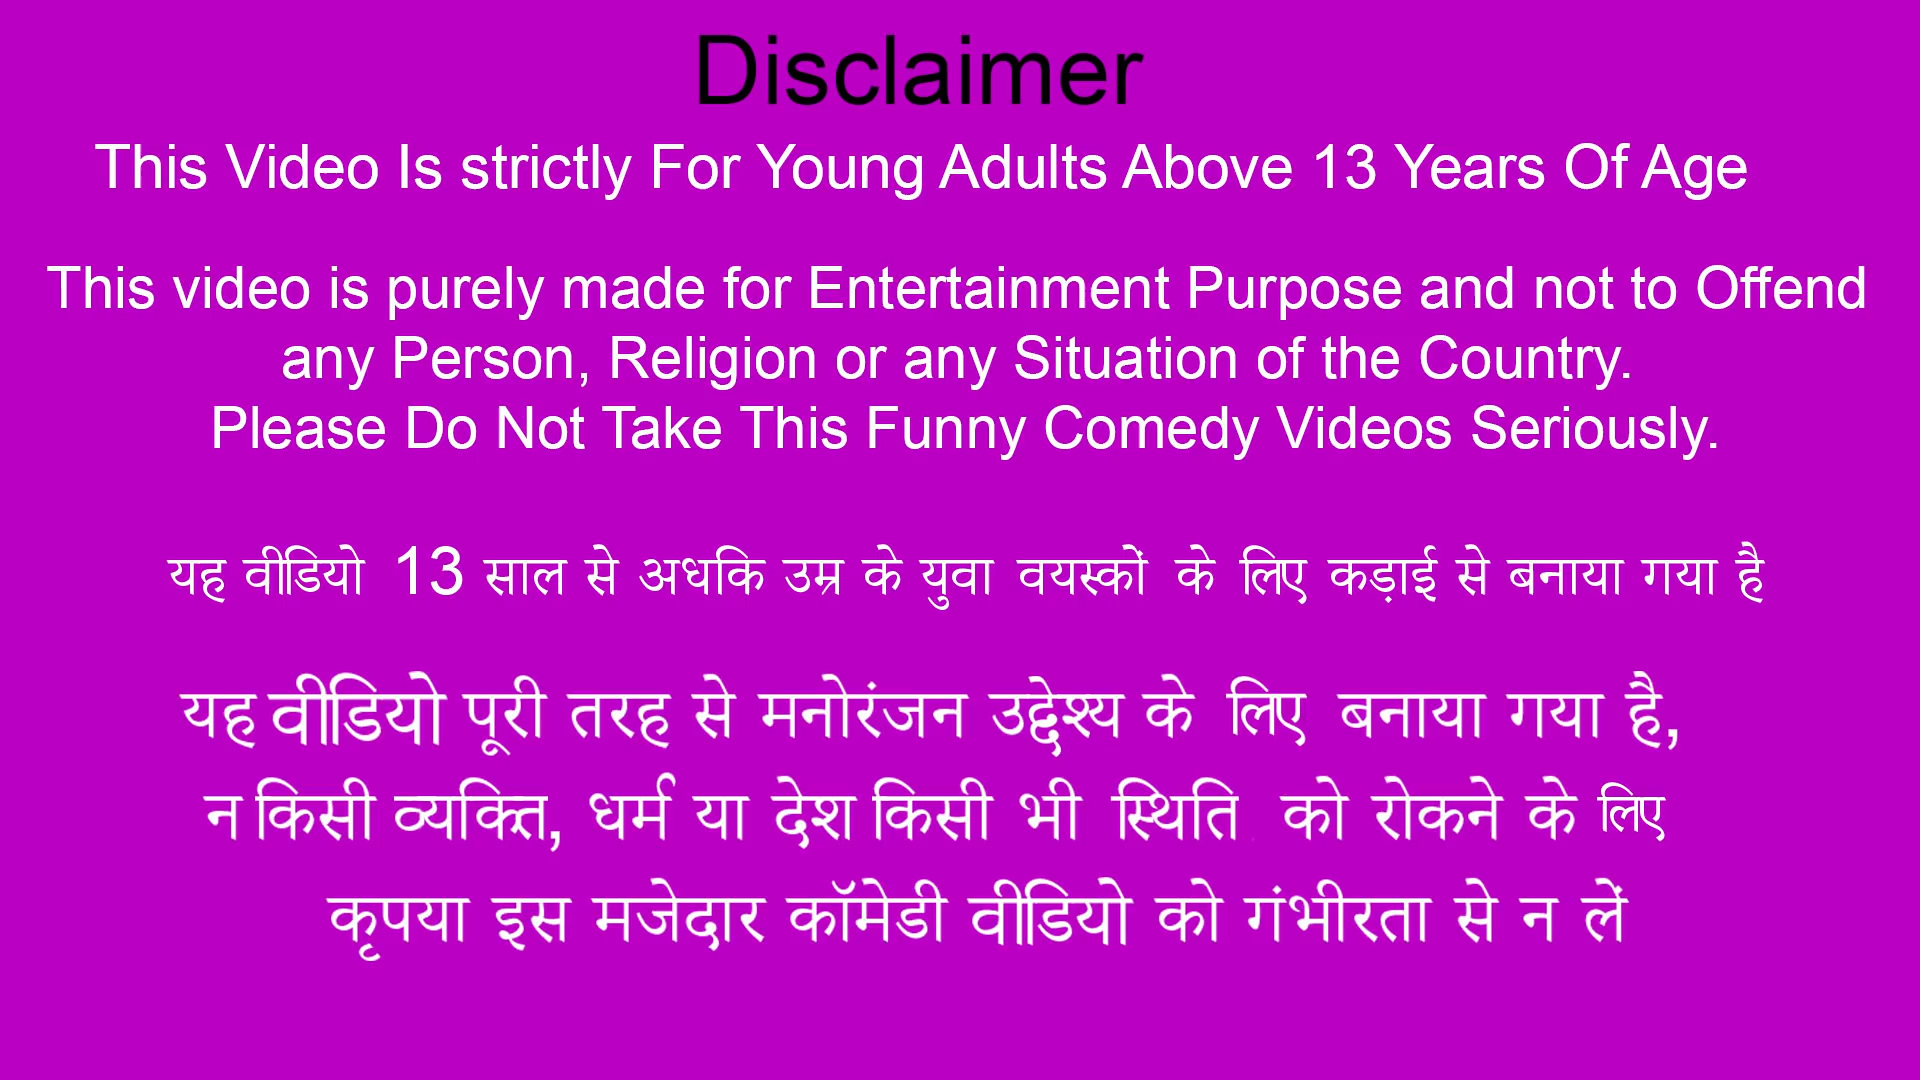 Disclaimer
This Video Is strictly For Young Adults Above 13 Years Of Age
This video is purely made for Entertainment Purpose and not to Offend
any Person, Religion or any Situation of the Country.
Please Do Not Take This Funny Comedy Videos Seriously.
यह वीडियो 13 साल से अधकि उम्र के युवा वयस्कों के लिए कड़ाई से बनाया गया है
यह वीडियो पूरी तरह से मनोरंजन उद्देश्य के लिए बनाया गया है,
न किसी व्यक्ति, धर्म या देश किसी भी स्थिति को रोकने के लिए
कृपया इस मजेदार कॉमेडी वीडियो को गंभीरता से न लें